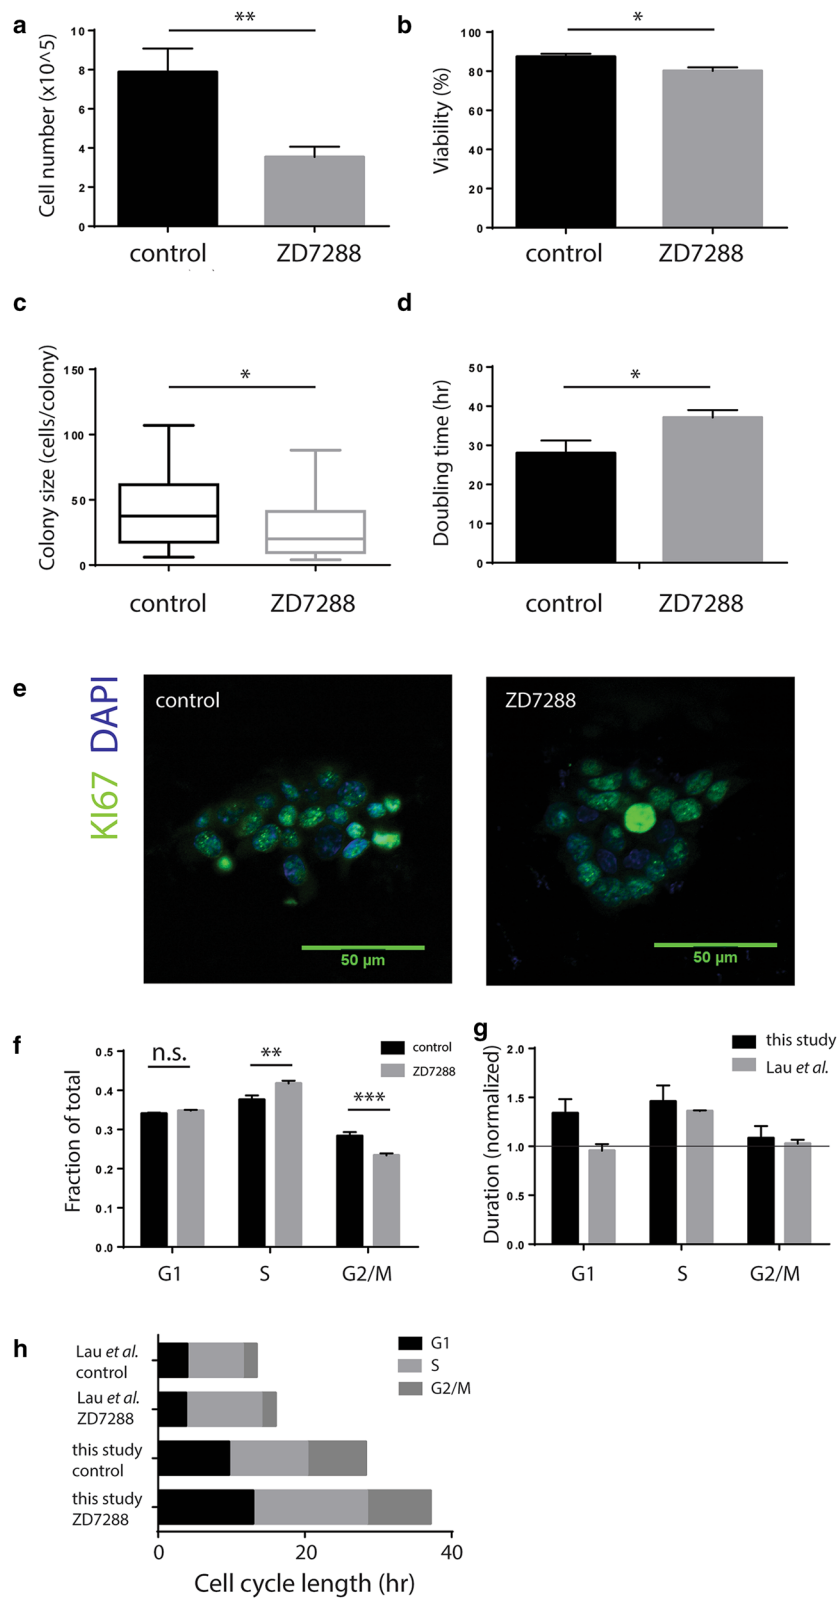 a
**
Cell number (x10^5)
10
8
6
4
2
0
control
ZD7288
b
*
Viability (%)
100
80
60
40
20
0
control
ZD7288
c
*
Colony size (cells/colony)
150
100
50
0
control
ZD7288
d
*
Doubling time (hr)
50
40
30
20
10
0
control
ZD7288
e
KI67 DAPI
control
50 µm
ZD7288
50 µm
f
Fraction of total
0.5
0.4
0.3
0.2
0.1
0.0
n.s.
**
***
control
ZD7288
G1
S
G2/M
g
Duration (normalized)
2.0
1.5
1.0
0.5
0.0
this study
Lau et al.
G1
S
G2/M
h
Lau et al.
control
Lau et al.
ZD7288
this study
control
this study
ZD7288
G1
S
G2/M
0
20
40
Cell cycle length (hr)